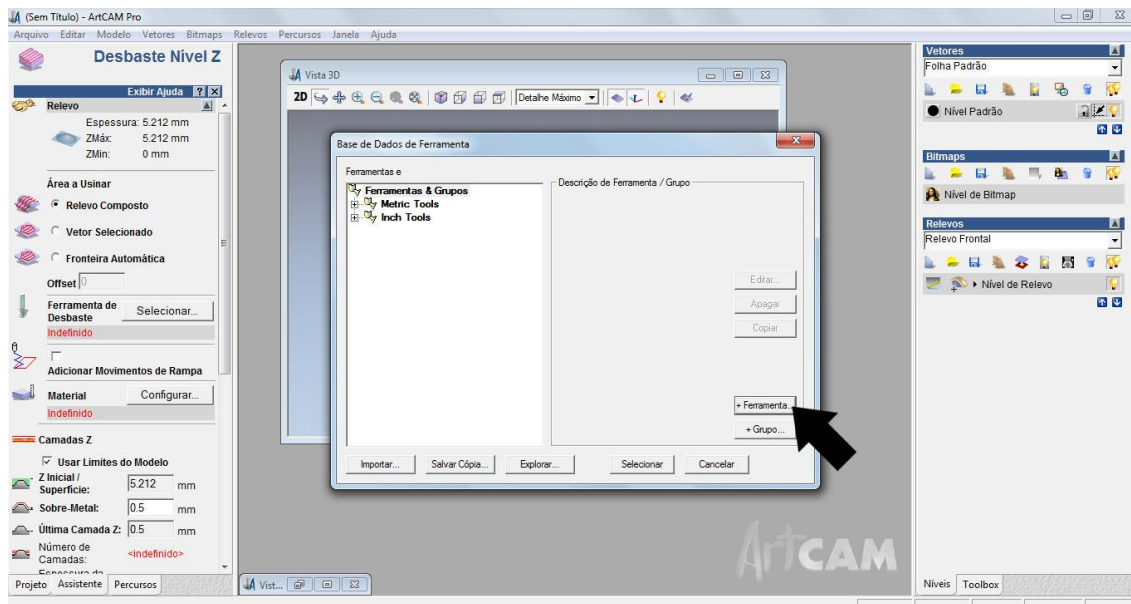 (Sem Título) - ArtCAM Pro
Arquivo Editar Modelo Vetores Bitmaps Relevos Percursos Janela Ajuda
Desbaste Nível Z
Exibir Ajuda ? X
Relevo
Espessura: 5.212 mm
ZMáx: 5.212 mm
ZMin: 0 mm
Área a Usinar
Relevo Composto
Vetor Selecionado
Fronteira Automática
Offset 0
Ferramenta de Desbaste Selecionar...
Indefinido
Adicionar Movimentos de Rampa
Material Configurar...
Indefinido
Camadas Z
Usar Limites do Modelo
Z Inicial / Superfície: 5.212 mm
Sobre-Metal: 0.5 mm
Última Camada Z: 0.5 mm
Número de Camadas: <indefinido>
Projeto Assistente Percursos
Vista 3D
2D Detalhe Máximo
Base de Dados de Ferramenta
Ferramentas e
Ferramentas & Grupos
Metric Tools
Inch Tools
Descrição de Ferramenta / Grupo
Editar...
Apagar
Copiar
+ Ferramenta...
+ Grupo...
Importar... Salvar Cópia... Explorar... Selecionar Cancelar
ArtCAM
Vist...
Vetores
Folha Padrão
Nível Padrão
Bitmaps
Nível de Bitmap
Relevos
Relevo Frontal
Nível de Relevo
Níveis Toolbox